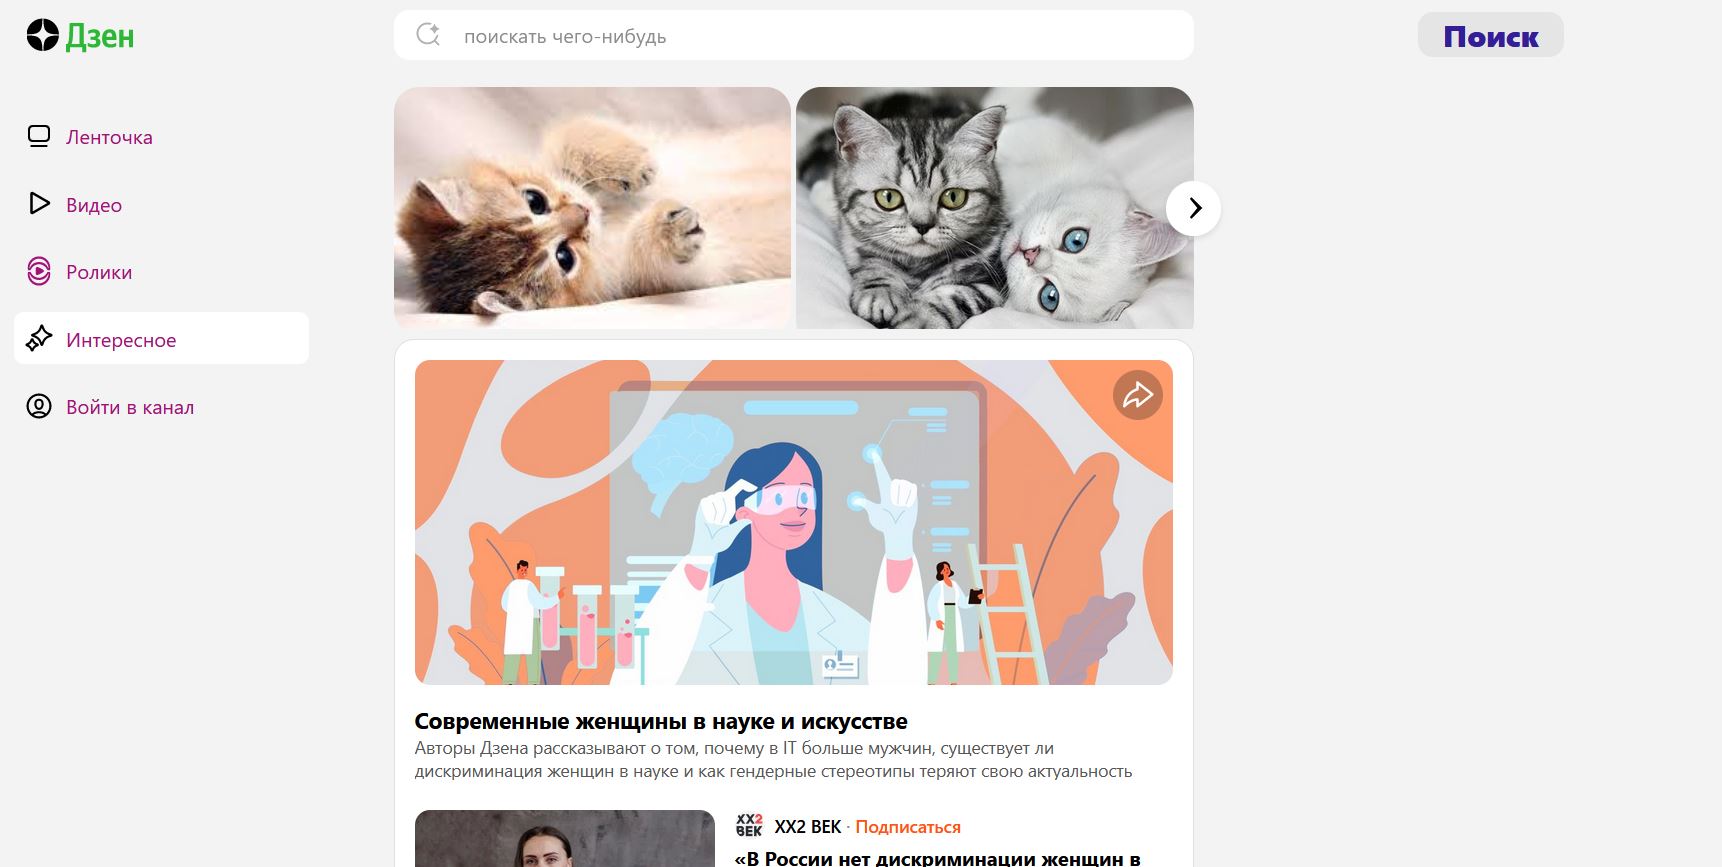 Дзен
поискать чего-нибудь
Поиск
Ленточка
Видео
Ролики
Интересное
Войти в канал
Современные женщины в науке и искусстве
Авторы Дзена рассказывают о том, почему в IT больше мужчин, существует ли
дискриминация женщин в науке и как гендерные стереотипы теряют свою актуальность
XX2 ВЕК
XX2 ВЕК · Подписаться
«В России нет дискриминации женщин в